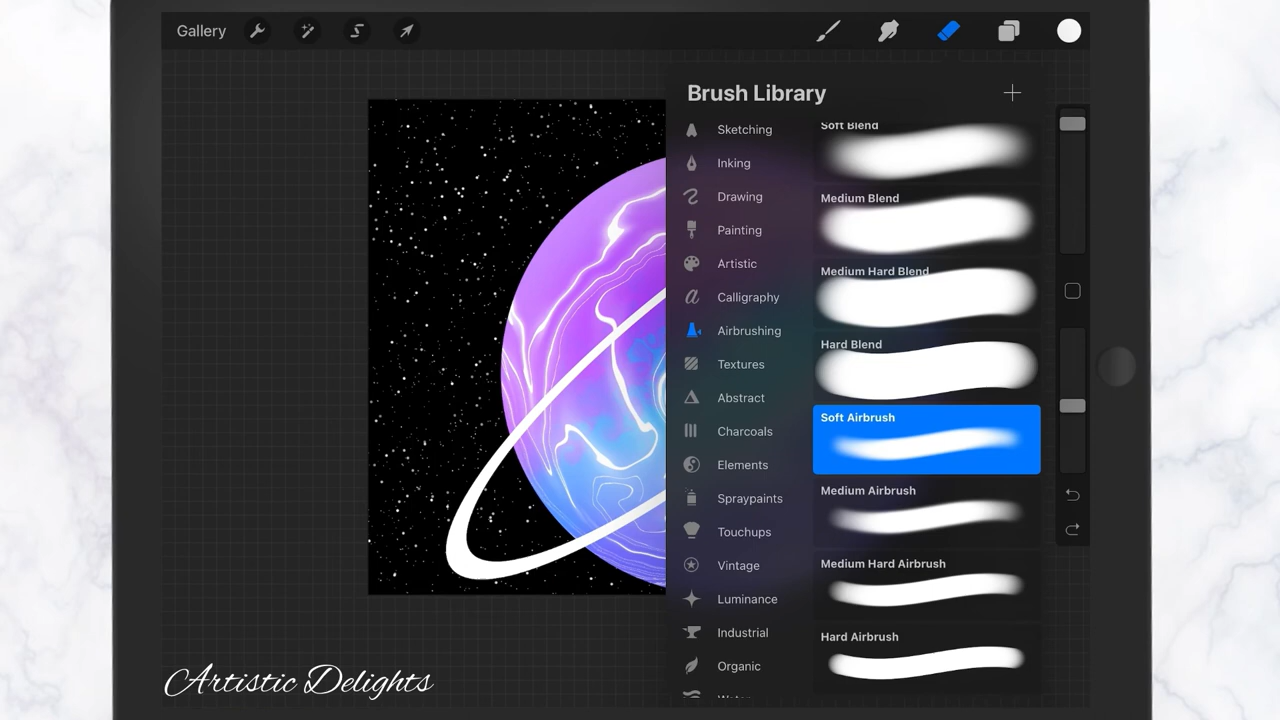 Gallery
Brush Library
Sketching
Inking
Drawing
Painting
Artistic
Calligraphy
Airbrushing
Textures
Abstract
Charcoals
Elements
Spraypaints
Touchups
Vintage
Luminance
Industrial
Organic
Soft Blend
Medium Blend
Medium Hard Blend
Hard Blend
Soft Airbrush
Medium Airbrush
Medium Hard Airbrush
Hard Airbrush
Artistic Delights